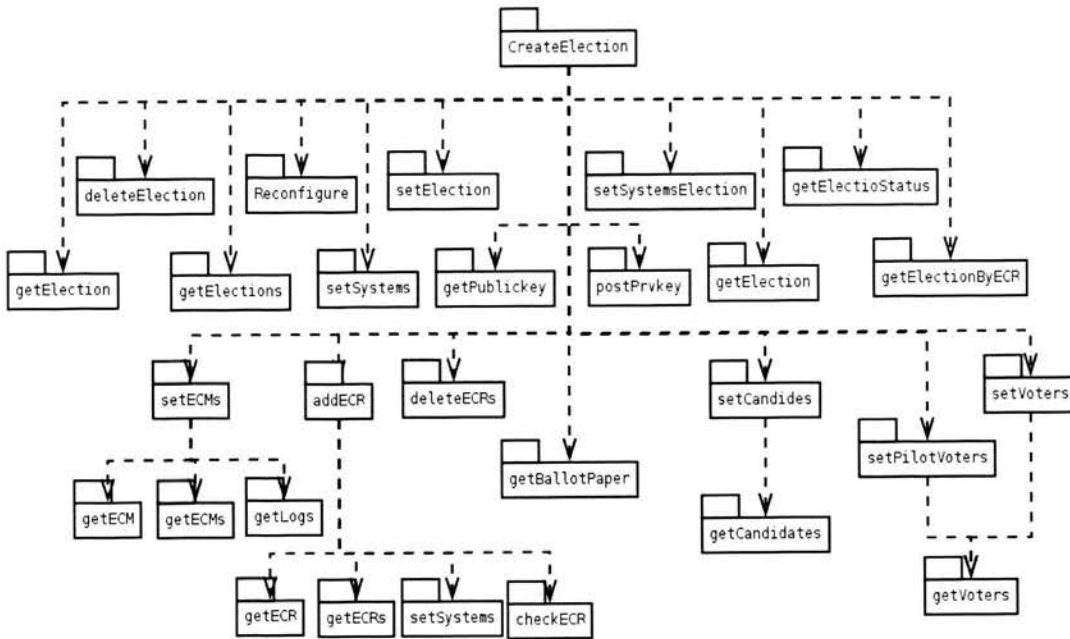 CreateElection
deleteElection
Reconfigure
setElection
setSystemsElection
getElectioStatus
getElection
getElections
setSystems
getPublickey
postPrvkey
getElection
getElectionByECR
setECMs
addECR
deleteECRs
setCandides
setVoters
getBallotPaper
setPilotVoters
getECM
getECMs
getLogs
getCandidates
getECR
getECRs
setSystems
checkECR
getVoters